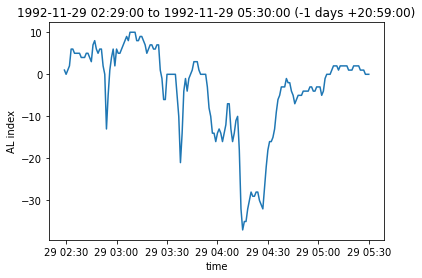 1992-11-29 02:29:00 to 1992-11-29 05:30:00 (-1 days +20:59:00)
10
0
−10
−20
−30
AL index
29 02:30 29 03:00 29 03:30 29 04:00 29 04:30 29 05:00 29 05:30
time